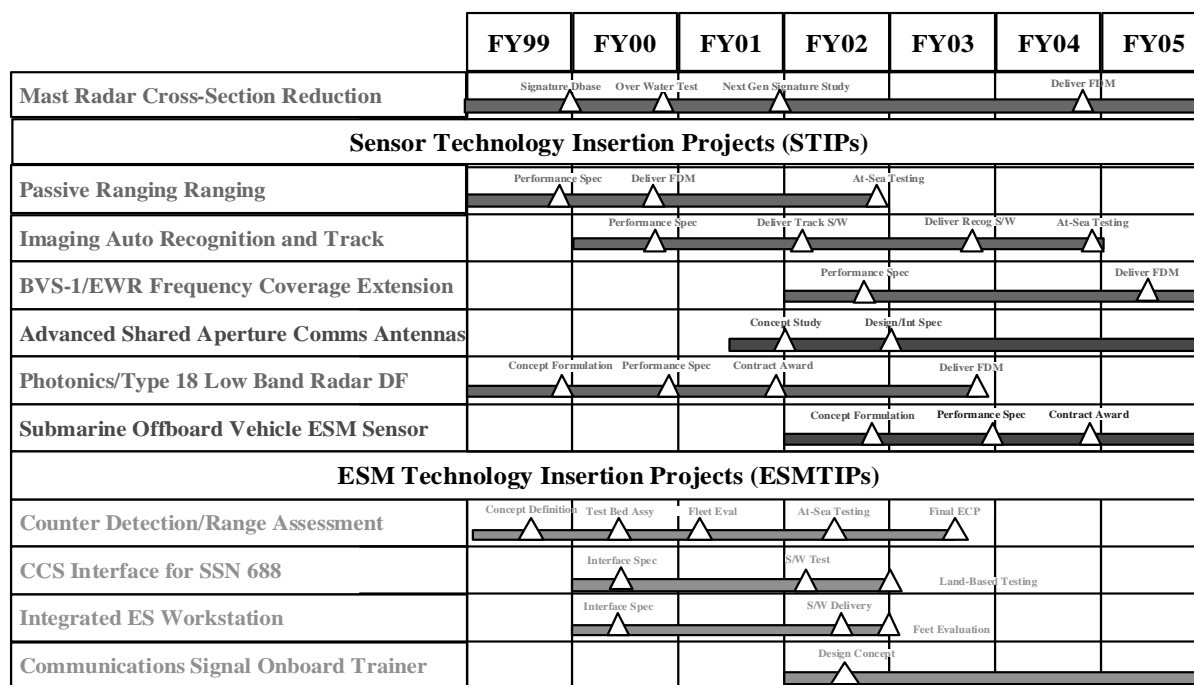 FY99 FY00 FY01 FY02 FY03 FY04 FY05
Signature Dbase Over Water Test Next Gen Signature Study Deliver FDM
Mast Radar Cross-Section Reduction
Sensor Technology Insertion Projects (STIPs)
Performance Spec Deliver FDM At-Sea Testing
Passive Ranging Ranging
Performance Spec Deliver Track S/W Deliver Recog S/W At-Sea Testing
Imaging Auto Recognition and Track
Performance Spec Deliver FDM
BVS-1/EWR Frequency Coverage Extension
Concept Study Design/Int Spec
Advanced Shared Aperture Comms Antennas
Concept Formulation Performance Spec Contract Award Deliver FDM
Photonics/Type 18 Low Band Radar DF
Concept Formulation Performance Spec Contract Award
Submarine Offboard Vehicle ESM Sensor
ESM Technology Insertion Projects (ESMTIPs)
Concept Definition Test Bed Assy Fleet Eval At-Sea Testing Final ECP
Counter Detection/Range Assessment
Interface Spec S/W Test
CCS Interface for SSN 688
Land-Based Testing
Interface Spec S/W Delivery
Integrated ES Workstation
Feet Evaluation
Design Concept
Communications Signal Onboard Trainer